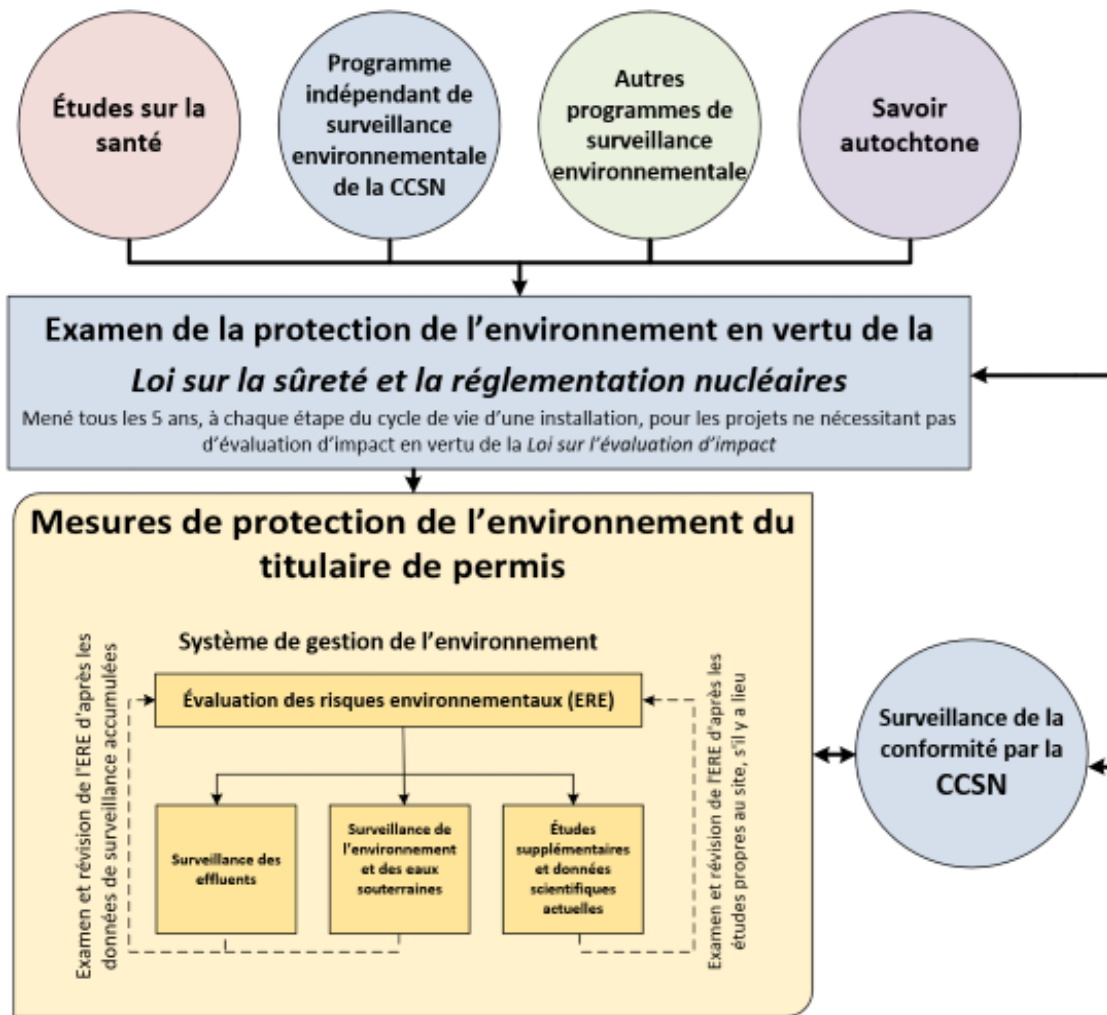 Études sur la
santé
Programme
indépendant de
surveillance
environnementale
de la CCSN
Autres
programmes de
surveillance
environnementale
Savoir
autochtone
Examen de la protection de l'environnement en vertu de la
Loi sur la sûreté et la réglementation nucléaires
Mené tous les 5 ans, à chaque étape du cycle de vie d'une installation, pour les projets ne nécessitant pas
d'évaluation d'impact en vertu de la Loi sur l'évaluation d'impact
Mesures de protection de l'environnement du
titulaire de permis
Système de gestion de l'environnement
Évaluation des risques environnementaux (ERE)
Examen et révision de l'ERE d'après les
données de surveillance accumulées
Surveillance des
effluents
Surveillance de
l'environnement
et des eaux
souterraines
Études
supplémentaires
et données
scientifiques
actuelles
Examen et révision de l'ERE d'après les
études propres au site, s'il y a lieu
Surveillance de la
conformité par la
CCSN